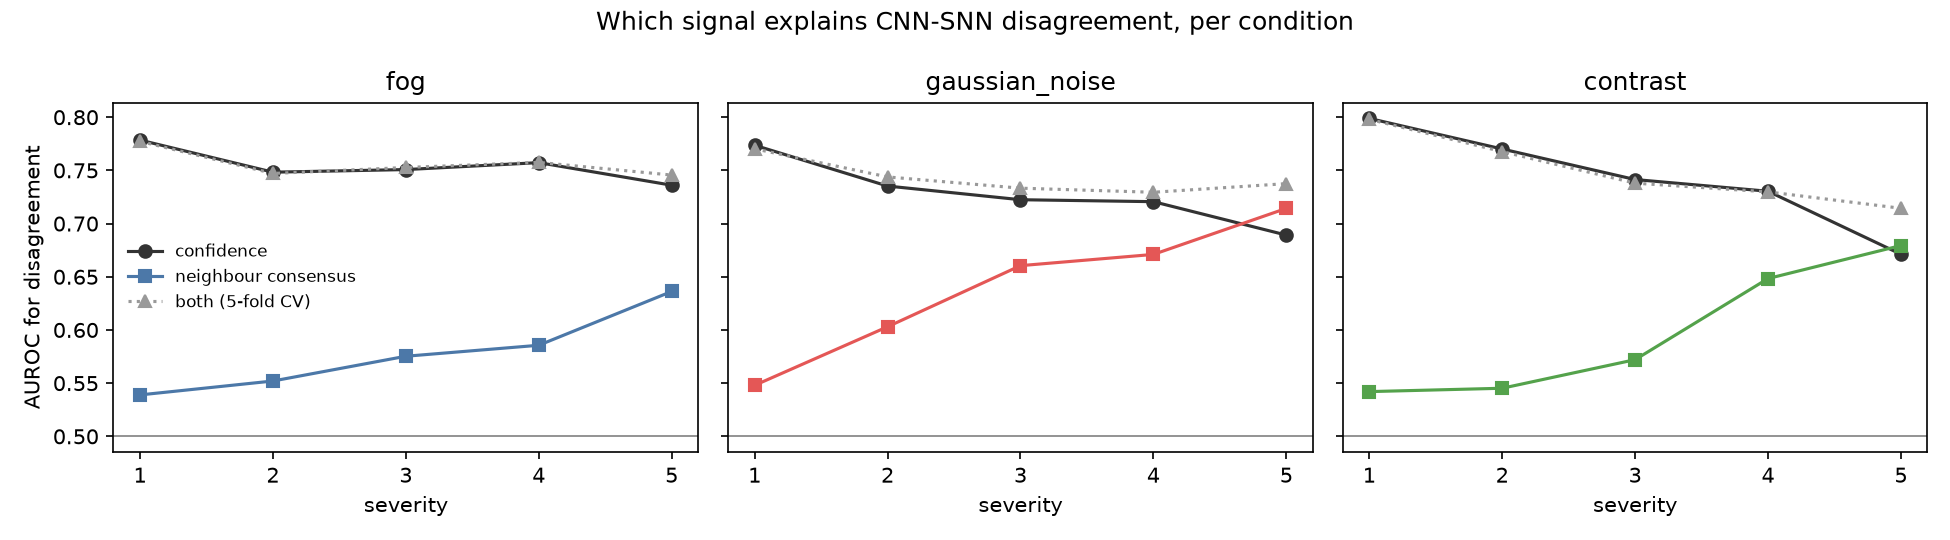 Which signal explains CNN-SNN disagreement, per condition
fog
gaussian_noise
contrast
AUROC for disagreement
0.80
0.75
0.70
0.65
0.60
0.55
0.50
confidence
neighbour consensus
both (5-fold CV)
1 2 3 4 5
severity
1 2 3 4 5
severity
1 2 3 4 5
severity